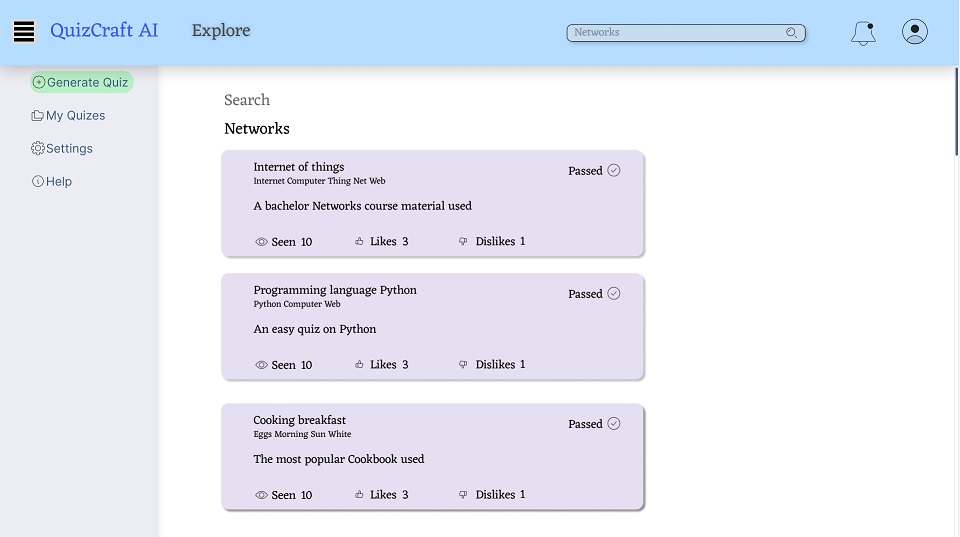 QuizCraft AI
Explore
Networks
Generate Quiz
My Quizes
Settings
Help
Search
Networks
Internet of things
Passed
Internet Computer Thing Net Web
A bachelor Networks course material used
Seen 10 Likes 3 Dislikes 1
Programming language Python
Passed
Python Computer Web
An easy quiz on Python
Seen 10 Likes 3 Dislikes 1
Cooking breakfast
Passed
Eggs Morning Sun White
The most popular Cookbook used
Seen 10 Likes 3 Dislikes 1